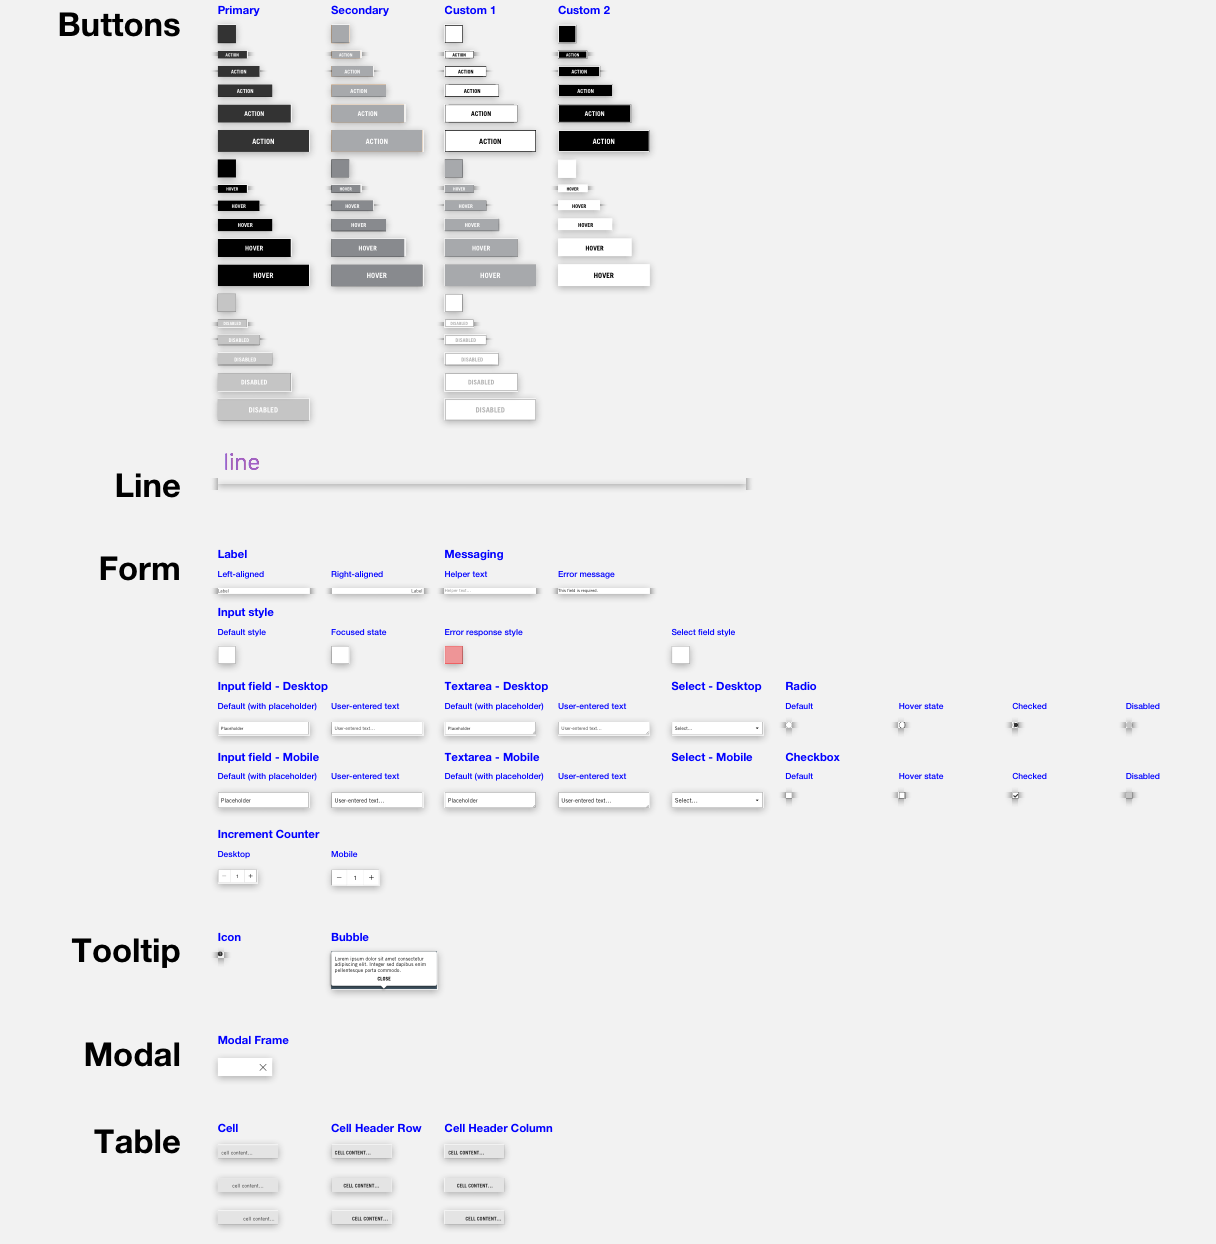 Buttons
Primary Secondary Custom 1 Custom 2
ACTION ACTION ACTION ACTION
ACTION ACTION ACTION ACTION
ACTION ACTION ACTION ACTION
ACTION ACTION ACTION ACTION
ACTION ACTION ACTION ACTION
HOVER HOVER HOVER HOVER
HOVER HOVER HOVER HOVER
HOVER HOVER HOVER HOVER
HOVER HOVER HOVER HOVER
HOVER HOVER HOVER HOVER
DISABLED DISABLED
DISABLED DISABLED
DISABLED DISABLED
DISABLED DISABLED
DISABLED DISABLED
line
Line
Form
Label Messaging
Left-aligned Right-aligned Helper text Error message
Label Label Helper text... This field is required.
Input style
Default style Focused state Error response style Select field style
Input field - Desktop Textarea - Desktop Select - Desktop Radio
Default (with placeholder) User-entered text Default (with placeholder) User-entered text Default Hover state Checked Disabled
Placeholder User-entered text... Placeholder User-entered text... Select...
Input field - Mobile Textarea - Mobile Select - Mobile Checkbox
Default (with placeholder) User-entered text Default (with placeholder) User-entered text Default Hover state Checked Disabled
Placeholder User-entered text... Placeholder User-entered text... Select...
Increment Counter
Desktop Mobile
− 1 + − 1 +
Tooltip
Icon Bubble
Lorem ipsum dolor sit amet consectetur
adipiscing elit. Integer sed dapibus enim
pellentesque porta commodo.
CLOSE
Modal
Modal Frame
Table
Cell Cell Header Row Cell Header Column
cell content... CELL CONTENT... CELL CONTENT...
cell content... CELL CONTENT... CELL CONTENT...
cell content... CELL CONTENT... CELL CONTENT...